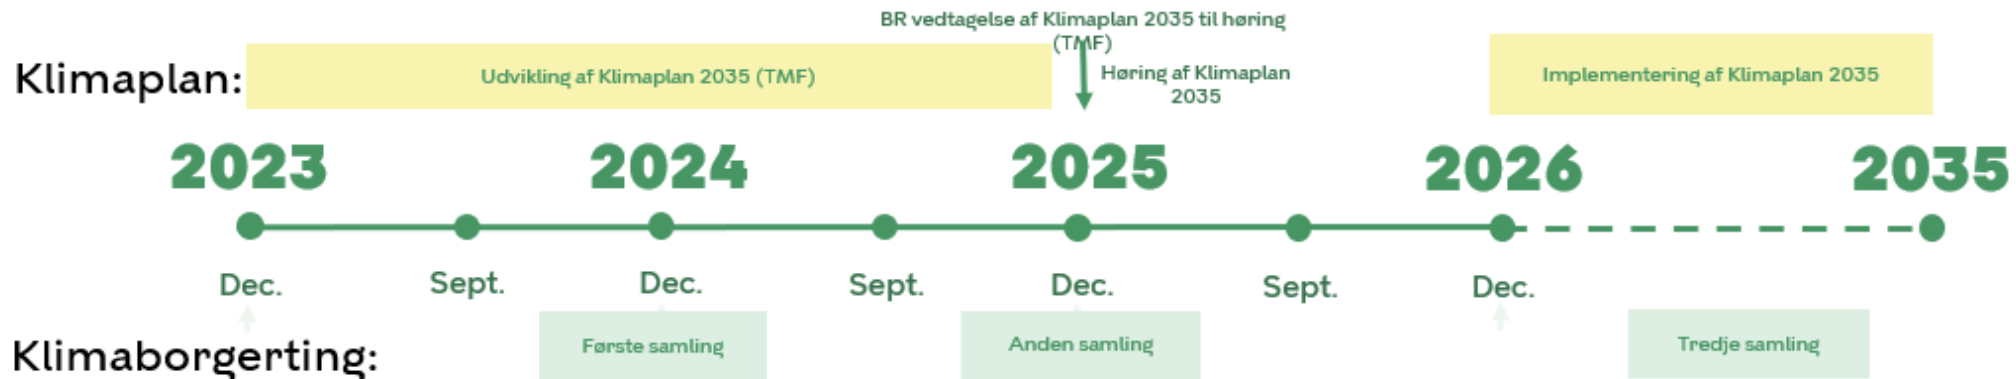 BR vedtagelse af Klimaplan 2035 til høring
(TMF)
Klimaplan:
Udvikling af Klimaplan 2035 (TMF)
Høring af Klimaplan
2035
Implementering af Klimaplan 2035
2023 2024 2025 2026 2035
Dec. Sept. Dec. Sept. Dec. Sept. Dec.
Klimaborgerting:
Første samling
Anden samling
Tredje samling